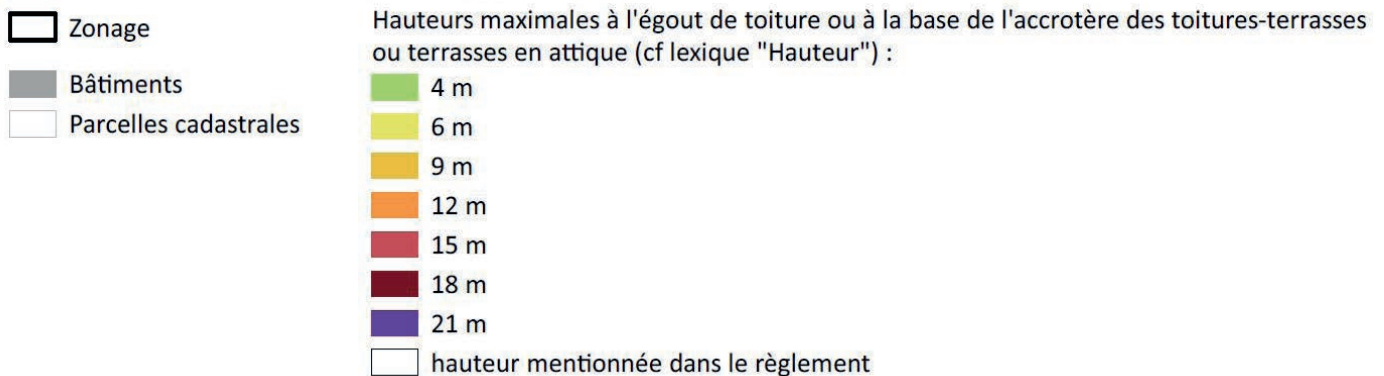 Zonage
Bâtiments
Parcelles cadastrales
Hauteurs maximales à l'égout de toiture ou à la base de l'accrotère des toitures-terrasses
ou terrasses en attique (cf lexique "Hauteur") :
4 m
6 m
9 m
12 m
15 m
18 m
21 m
hauteur mentionnée dans le règlement